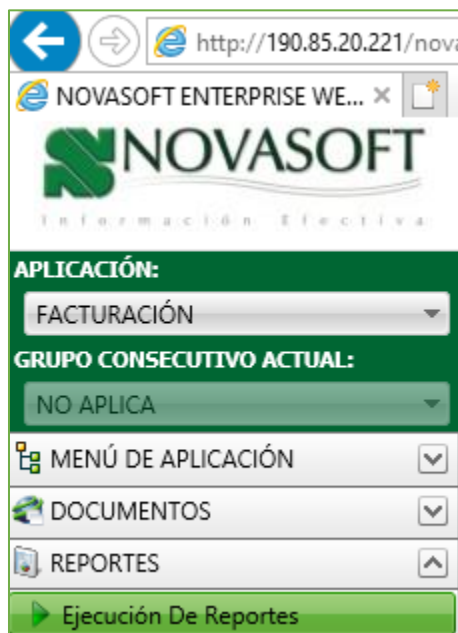 http://190.85.20.221/nova
NOVASOFT ENTERPRISE WE...
NOVASOFT
Información Efectiva
APLICACIÓN:
FACTURACIÓN
GRUPO CONSECUTIVO ACTUAL:
NO APLICA
MENÚ DE APLICACIÓN
DOCUMENTOS
REPORTES
Ejecución De Reportes